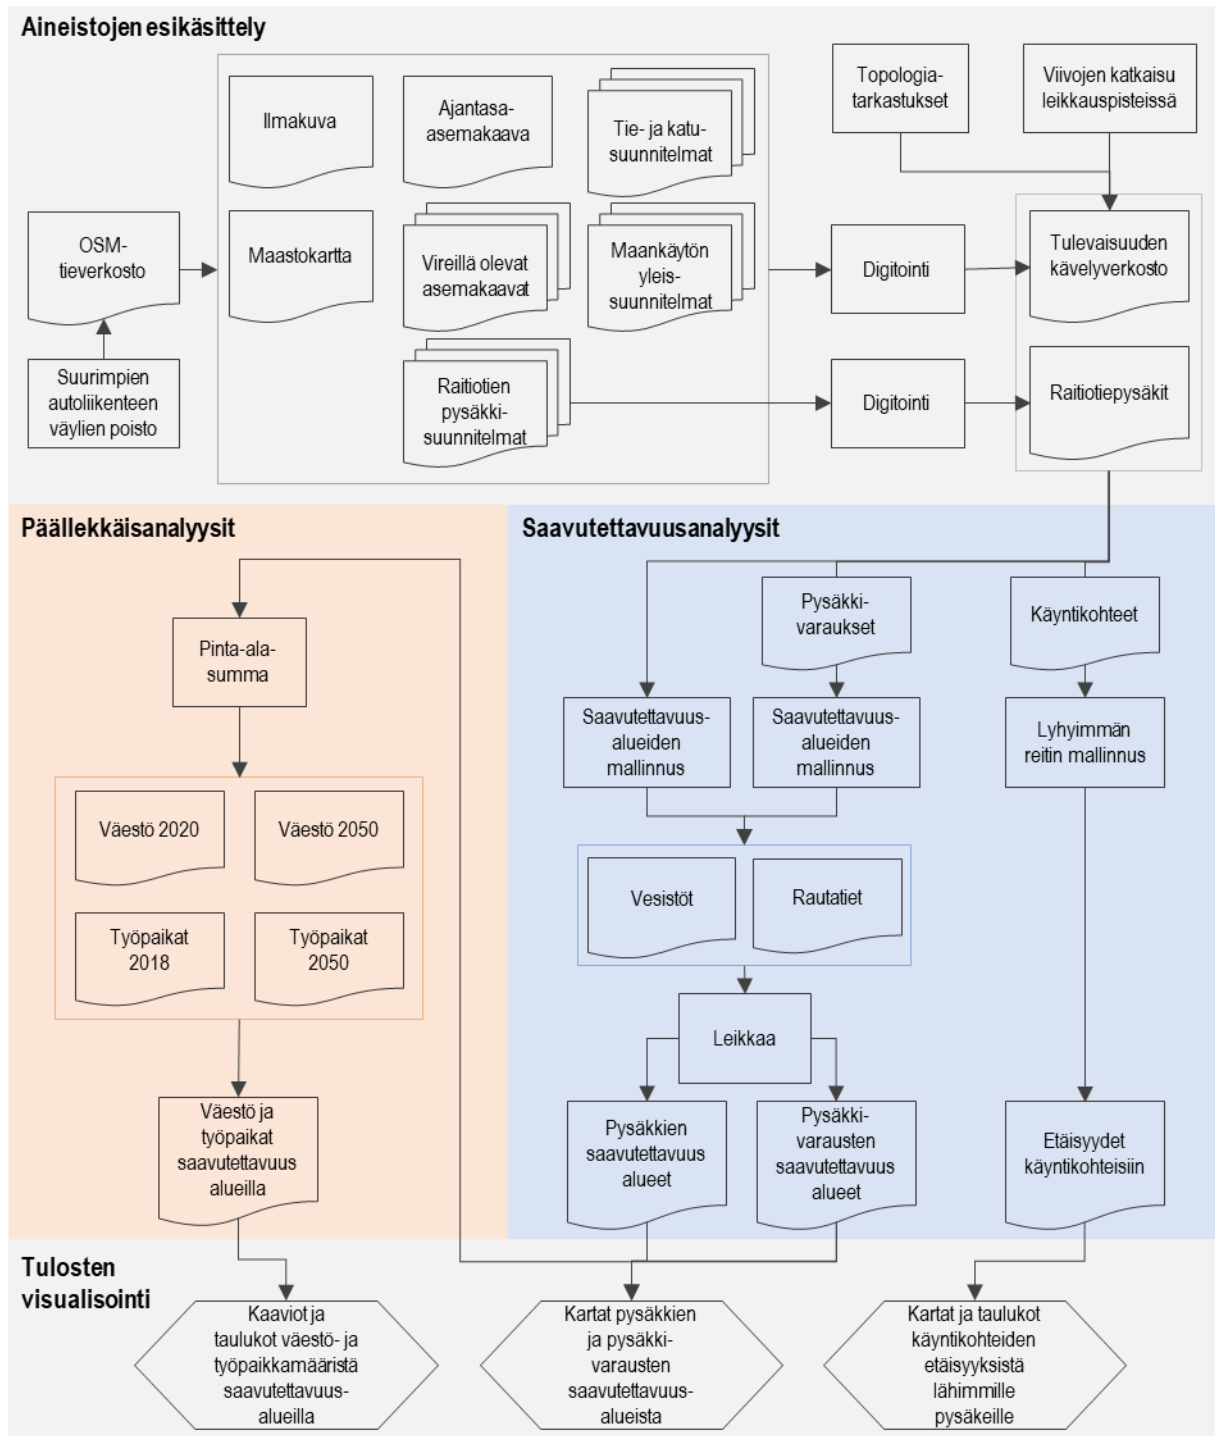 Aineistojen esikäsittely
Ilmakuva
Ajantasa-
asemakaava
Tie- ja katu-
suunnitelmat
Topologia-
tarkastukset
Viivojen katkaisu
leikkauspisteissä
OSM-
tieverkosto
Maastokartta
Vireillä olevat
asemakaavat
Maankäytön
yleis-
suunnitelmat
Digitointi
Tulevaisuuden
kävelyverkosto
Suurimpien
autoliikenteen
väylien poisto
Raitiotien
pysäkki-
suunnitelmat
Digitointi
Raitiotiepysäkit
Päällekkäisanalyysit
Pinta-ala-
summa
Väestö 2020
Väestö 2050
Työpaikat
2018
Työpaikat
2050
Väestö ja
työpaikat
saavutettavuus
alueilla
Saavutettavuusanalyysit
Pysäkki-
varaukset
Käyntikohteet
Saavutettavuus-
alueiden
mallinnus
Saavutettavuus-
alueiden
mallinnus
Lyhyimmän
reitin mallinnus
Vesistöt
Rautatiet
Leikkaa
Pysäkkien
saavutettavuus
alueet
Pysäkki-
varausten
saavutettavuus
alueet
Etäisyydet
käyntikohteisiin
Tulosten
visualisointi
Kaaviot ja
taulukot väestö- ja
työpaikkamääristä
saavutettavuus-
alueilla
Kartat pysäkkien
ja pysäkki-
varausten
saavutettavuus-
alueista
Kartat ja taulukot
käyntikohteiden
etäisyyksistä
lähimmille
pysäkeille